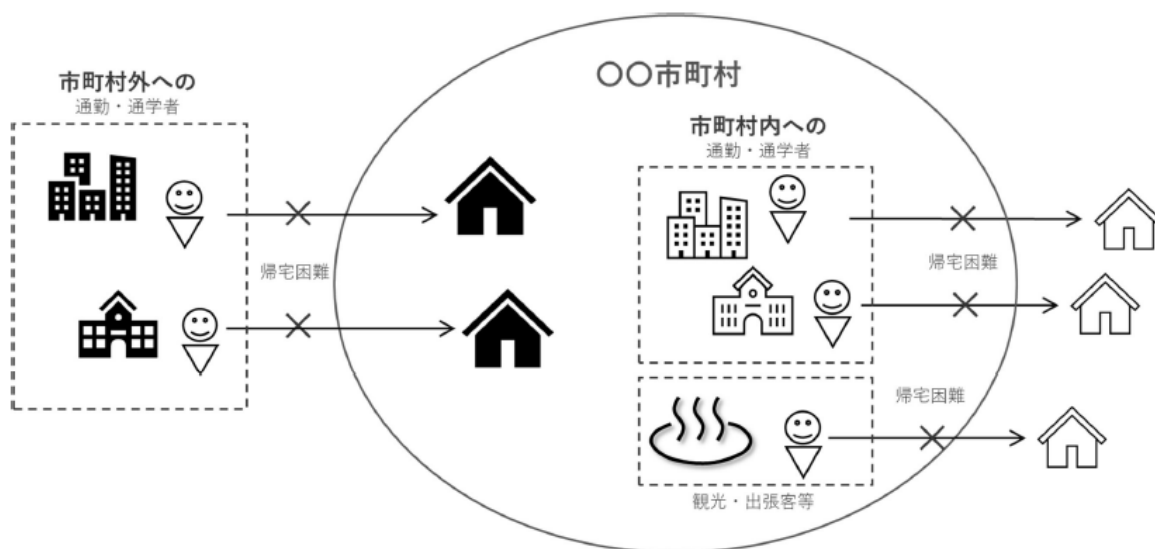 〇〇市町村
市町村外への
通勤・通学者
帰宅困難
市町村内への
通勤・通学者
帰宅困難
帰宅困難
観光・出張客等